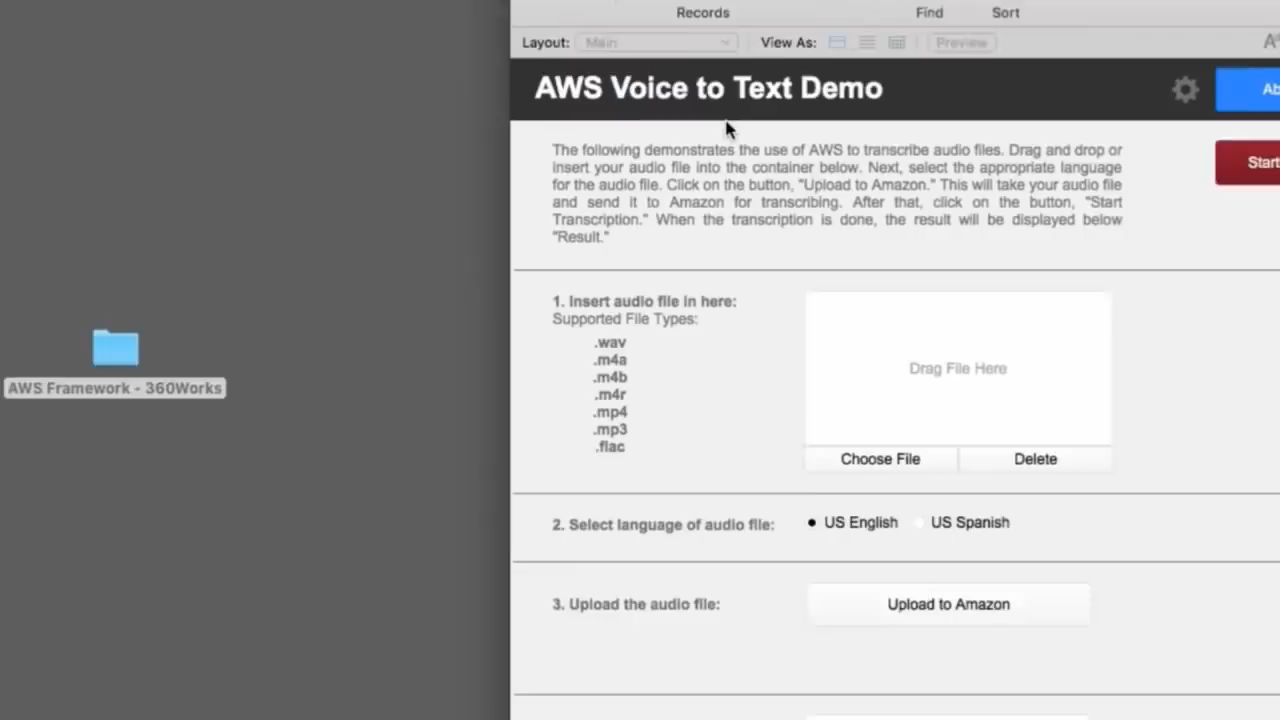 Records Find Sort
Layout: Main View As: Preview
AWS Voice to Text Demo
The following demonstrates the use of AWS to transcribe audio files. Drag and drop or
insert your audio file into the container below. Next, select the appropriate language
for the audio file. Click on the button, "Upload to Amazon." This will take your audio file
and send it to Amazon for transcribing. After that, click on the button, "Start
Transcription." When the transcription is done, the result will be displayed below
"Result."
Start
1. Insert audio file in here:
Supported File Types:
.wav
.m4a
.m4b
.m4r
.mp4
.mp3
.flac
Drag File Here
Choose File Delete
AWS Framework - 360Works
2. Select language of audio file: US English US Spanish
3. Upload the audio file: Upload to Amazon